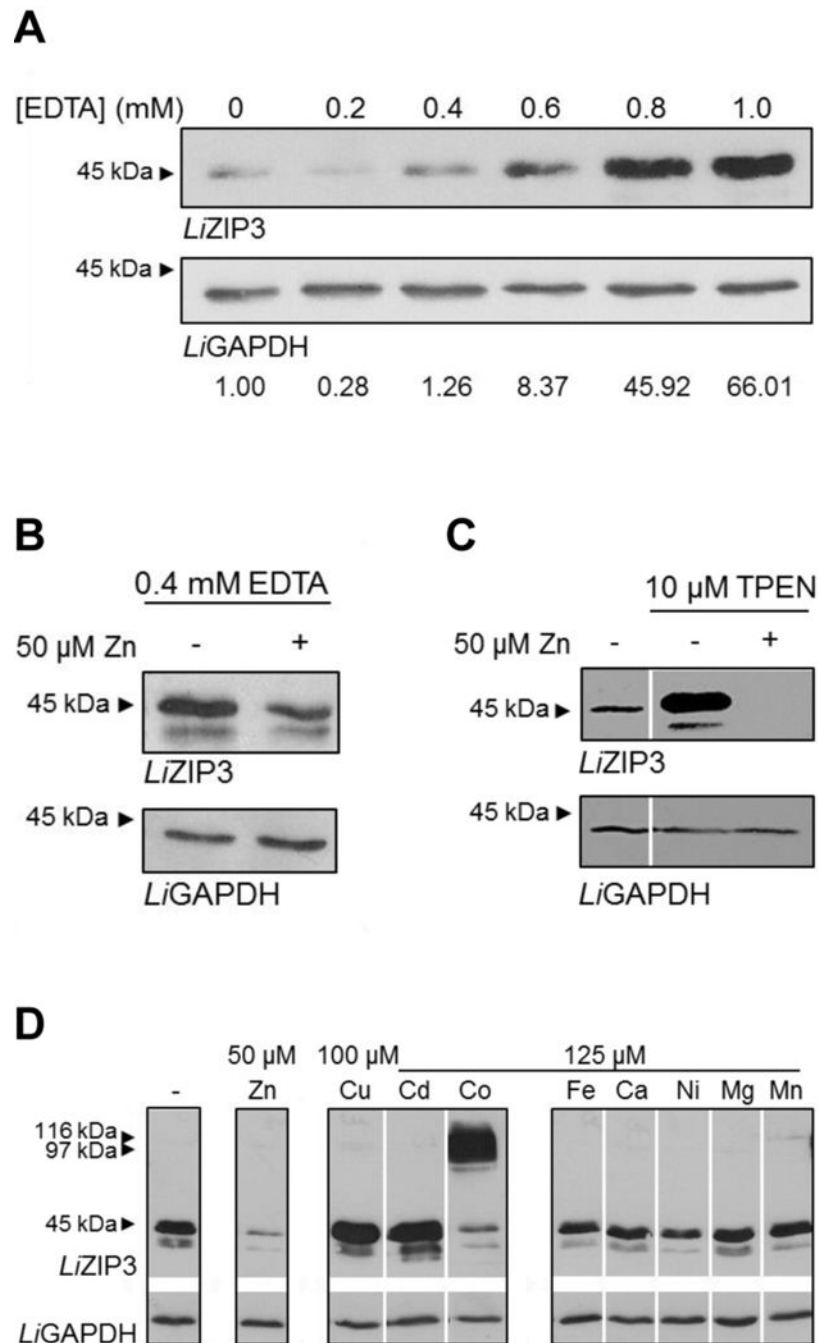 A
[EDTA] (mM) 0 0.2 0.4 0.6 0.8 1.0
45 kDa ►
LiZIP3
45 kDa ►
LiGAPDH
1.00 0.28 1.26 8.37 45.92 66.01
B
0.4 mM EDTA
50 µM Zn - +
45 kDa ►
LiZIP3
45 kDa ►
LiGAPDH
C
10 µM TPEN
50 µM Zn - - +
45 kDa ►
LiZIP3
45 kDa ►
LiGAPDH
D
50 µM 100 µM 125 µM
- Zn Cu Cd Co Fe Ca Ni Mg Mn
116 kDa ►
97 kDa ►
45 kDa ►
LiZIP3
LiGAPDH